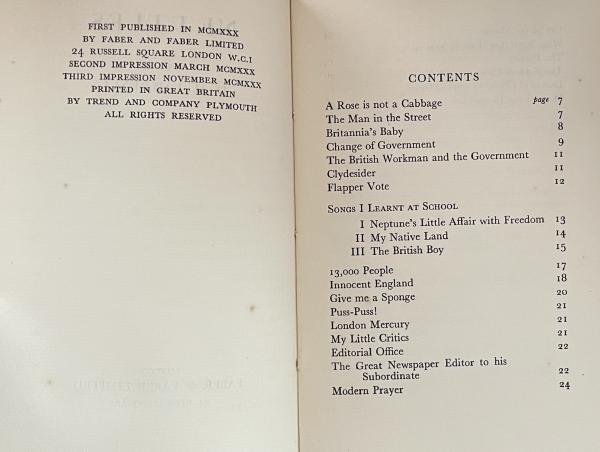 FIRST PUBLISHED IN MCMXXX
BY FABER AND FABER LIMITED
24 RUSSELL SQUARE LONDON W.C.1
SECOND IMPRESSION MARCH MCMXXX
THIRD IMPRESSION NOVEMBER MCMXXX
PRINTED IN GREAT BRITAIN
BY TREND AND COMPANY PLYMOUTH
ALL RIGHTS RESERVED
CONTENTS
A Rose is not a Cabbage page 7
The Man in the Street 7
Britannia's Baby 8
Change of Government 9
The British Workman and the Government 11
Clydesider 11
Flapper Vote 12
SONGS I LEARNT AT SCHOOL
I Neptune's Little Affair with Freedom 13
II My Native Land 14
III The British Boy 15
13,000 People 17
Innocent England 18
Give me a Sponge 20
Puss-Puss! 21
London Mercury 21
My Little Critics 21
Editorial Office 22
The Great Newspaper Editor to his
Subordinate 22
Modern Prayer 24